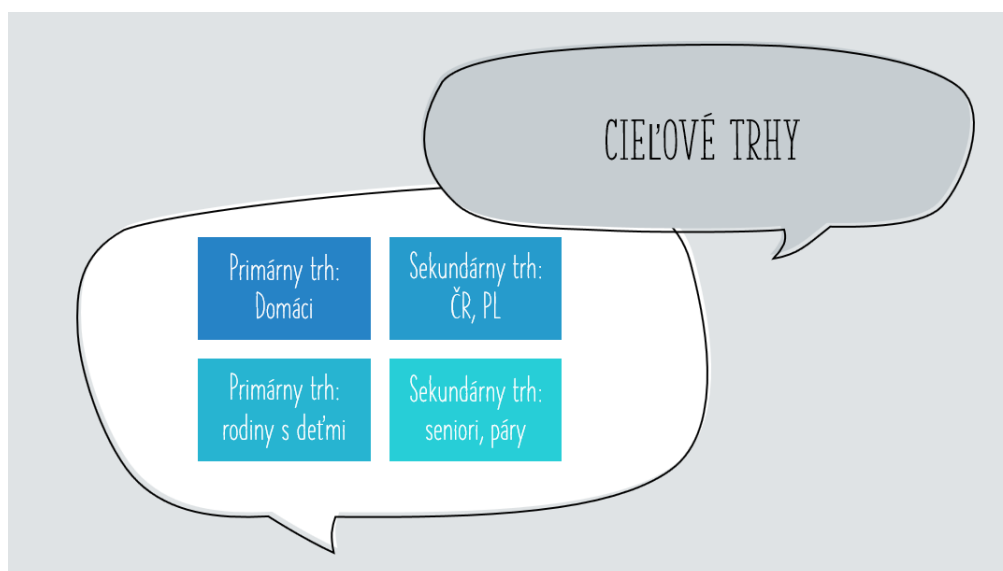 CIEĽOVÉ TRHY
Primárny trh:
Domáci
Sekundárny trh:
ČR, PL
Primárny trh:
rodiny s deťmi
Sekundárny trh:
seniori, páry